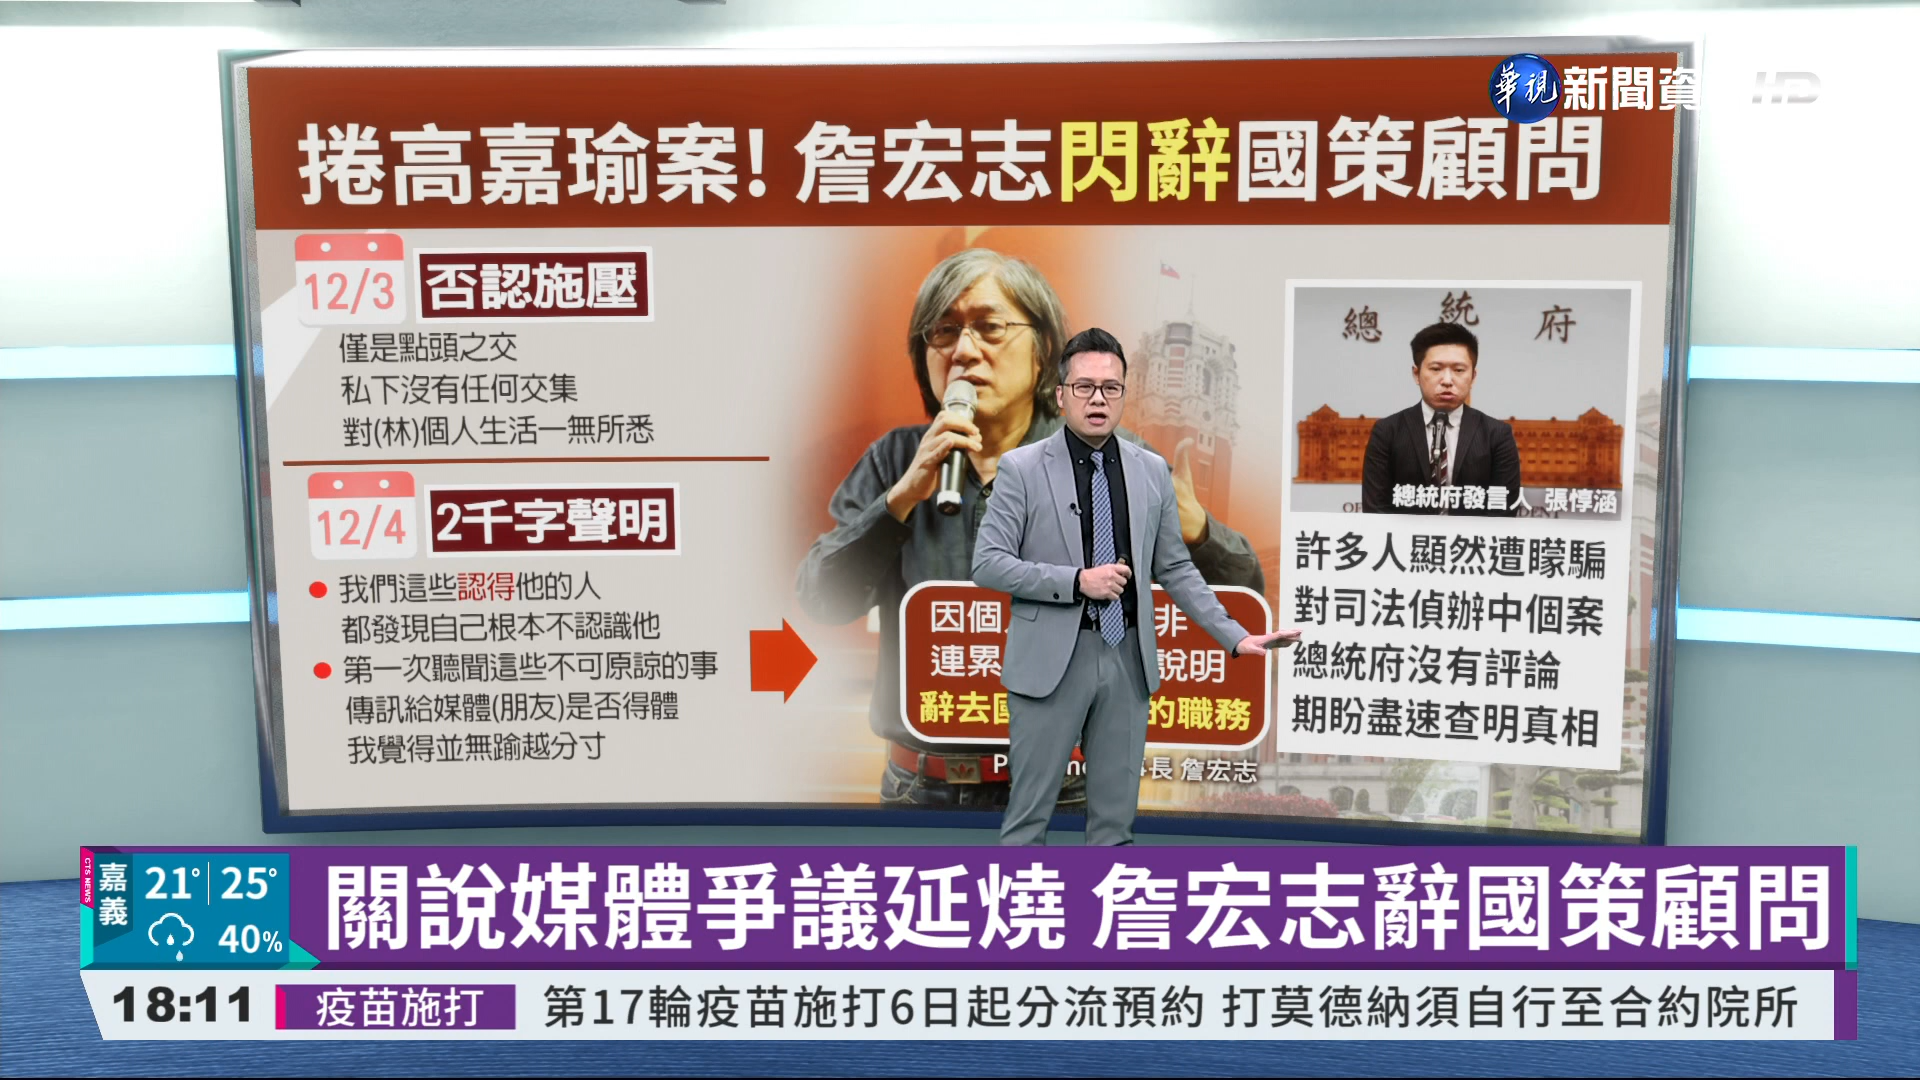 華視 新聞資
HD
捲高嘉瑜案! 詹宏志閃辭國策顧問
12/3 否認施壓
僅是點頭之交
私下沒有任何交集
對(林)個人生活一無所悉
12/4 2千字聲明
我們這些認得他的人
都發現自己根本不認識他
第一次聽聞這些不可原諒的事
傳訊給媒體(朋友)是否得體
我覺得並無踰越分寸
因個 非
連累 說明
辭去國 的職務
長 詹宏志
總統府
總統府發言人 張惇涵
許多人顯然遭矇騙
對司法偵辦中個案
總統府沒有評論
期盼盡速查明真相
CTS NEWS
嘉義 21° 25°
40%
關說媒體爭議延燒 詹宏志辭國策顧問
18:11 疫苗施打 第17輪疫苗施打6日起分流預約 打莫德納須自行至合約院所